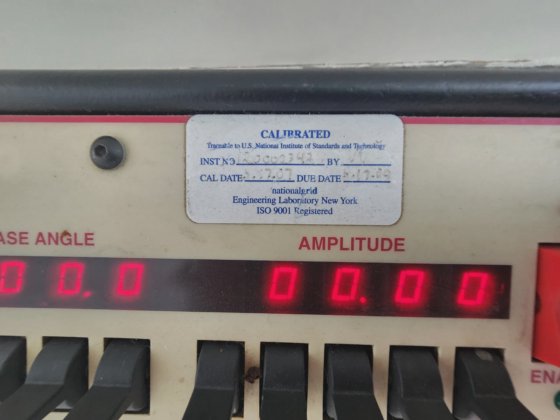 CALIBRATED
Traceable to U.S. National Institute of Standards and Technology
INST NO BY
CAL DATE DUE DATE
nationalgrid
Engineering Laboratory New York
ISO 9001 Registered
ASE ANGLE AMPLITUDE
00.0 00.00
ENA